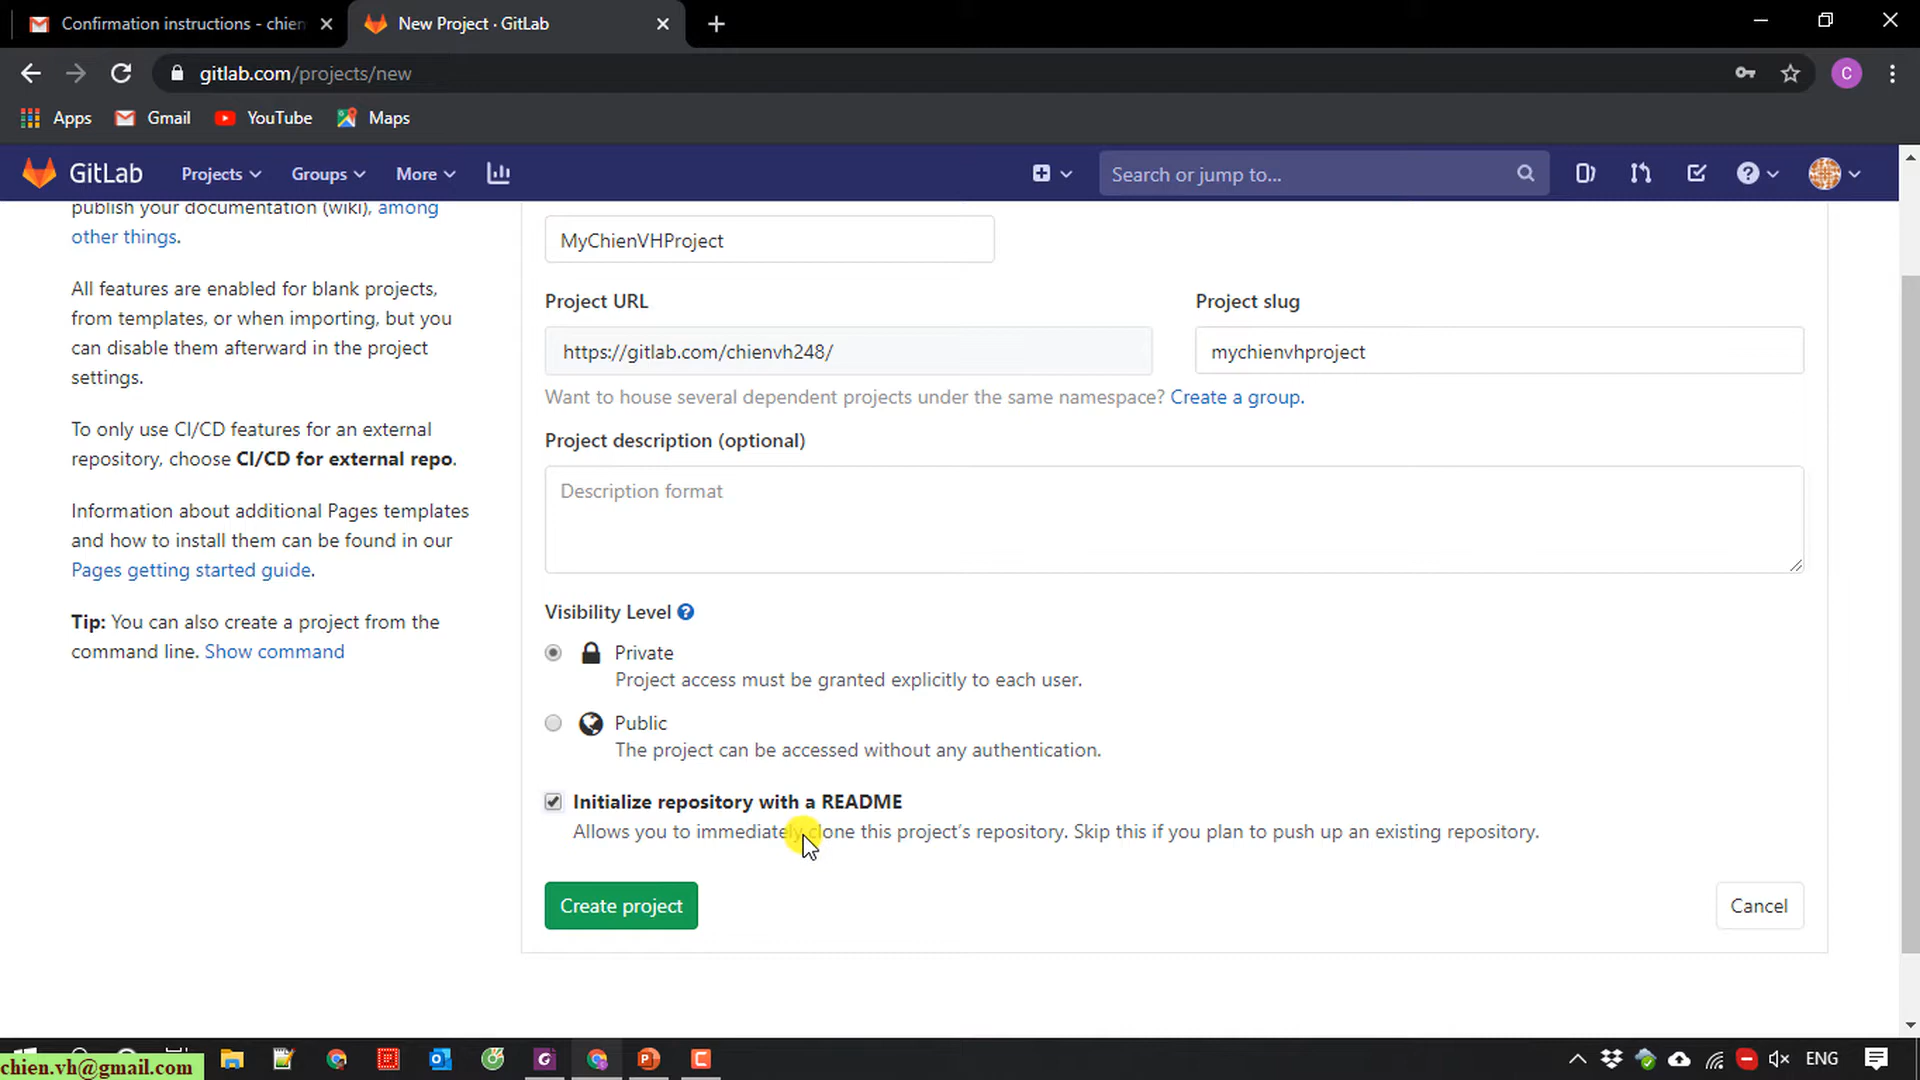 Confirmation instructions - chien
New Project · GitLab
gitlab.com/projects/new
C
Apps
Gmail
YouTube
Maps
GitLab
Projects
Groups
More
Search or jump to...
publish your documentation (wiki), among
other things.
All features are enabled for blank projects,
from templates, or when importing, but you
can disable them afterward in the project
settings.
To only use CI/CD features for an external
repository, choose CI/CD for external repo.
Information about additional Pages templates
and how to install them can be found in our
Pages getting started guide.
Tip: You can also create a project from the
command line. Show command
MyChienVHProject
Project URL
Project slug
https://gitlab.com/chienvh248/
mychienvhproject
Want to house several dependent projects under the same namespace? Create a group.
Project description (optional)
Description format
Visibility Level
Private
Project access must be granted explicitly to each user.
Public
The project can be accessed without any authentication.
Initialize repository with a README
Allows you to immediately clone this project's repository. Skip this if you plan to push up an existing repository.
Create project
Cancel
chien.vh@gmail.com
ENG